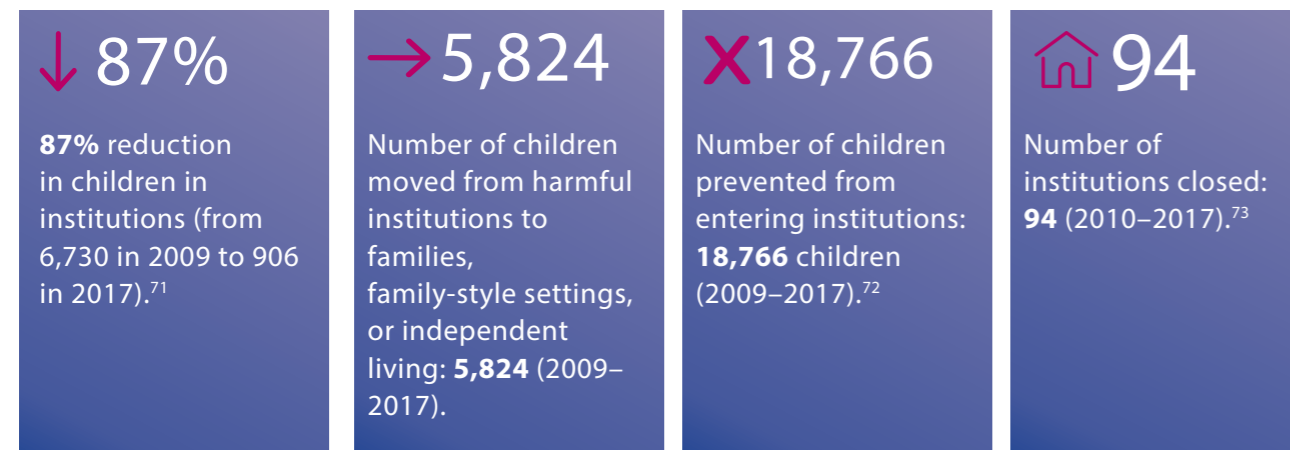 87%
87% reduction
in children in
institutions (from
6,730 in 2009 to 906
in 2017).71
5,824
Number of children
moved from harmful
institutions to
families,
family-style settings,
or independent
living: 5,824 (2009–
2017).
18,766
Number of children
prevented from
entering institutions:
18,766 children
(2009–2017).72
94
Number of
institutions closed:
94 (2010–2017).73